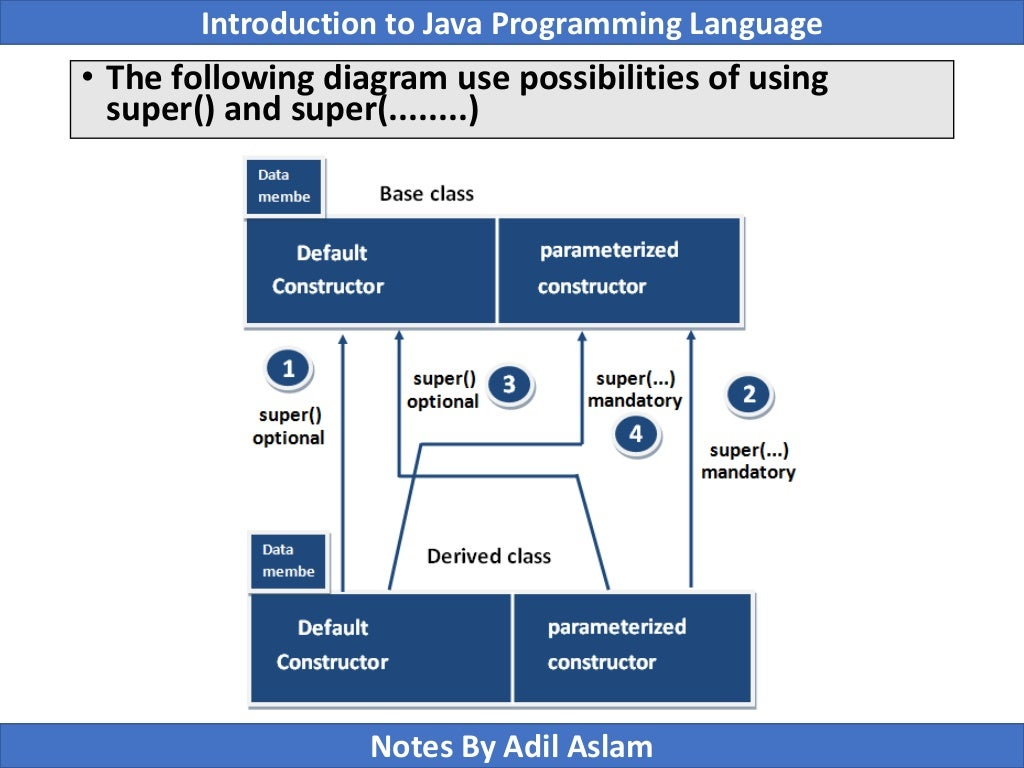 Introduction to Java Programming Language
• The following diagram use possibilities of using
super() and super(........)
Data
membe
Base class
Default
Constructor
parameterized
constructor
1
super()
optional
super()
optional
3
super(...)
mandatory
4
2
super(...)
mandatory
Data
membe
Derived class
Default
Constructor
parameterized
constructor
Notes By Adil Aslam